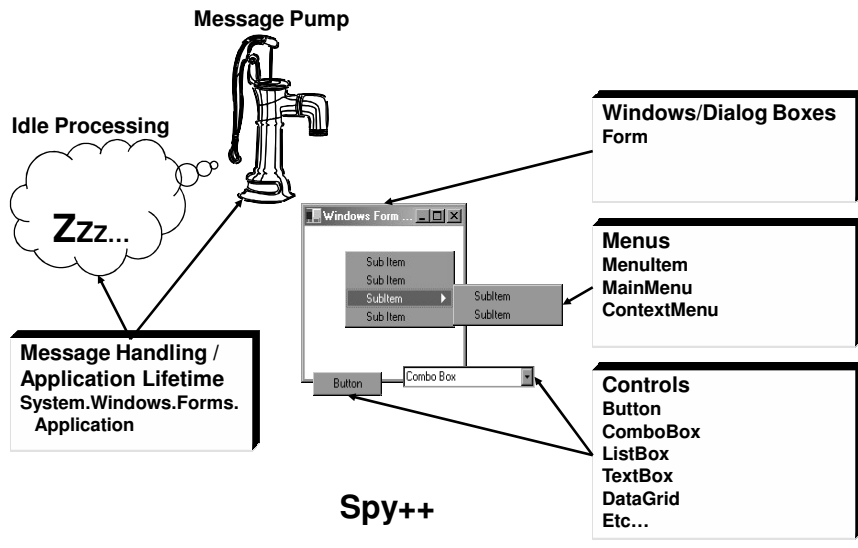 Message Pump
Idle Processing
ZZZ...
Message Handling /
Application Lifetime
System.Windows.Forms.
Application
Windows Form ...
Sub Item
Sub Item
SubItem
Sub Item
SubItem
SubItem
Button
Combo Box
Spy++
Windows/Dialog Boxes
Form
Menus
MenuItem
MainMenu
ContextMenu
Controls
Button
ComboBox
ListBox
TextBox
DataGrid
Etc...